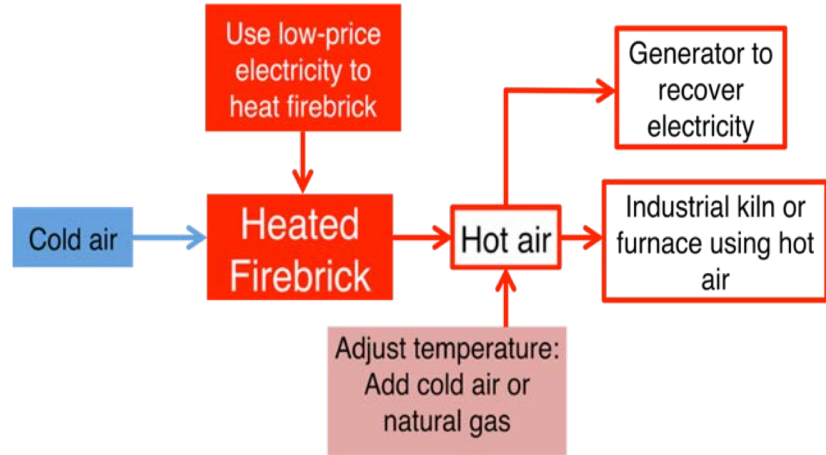 Use low-price
electricity to
heat firebrick
Generator to
recover
electricity
Cold air
Heated
Firebrick
Hot air
Industrial kiln or
furnace using hot
air
Adjust temperature:
Add cold air or
natural gas